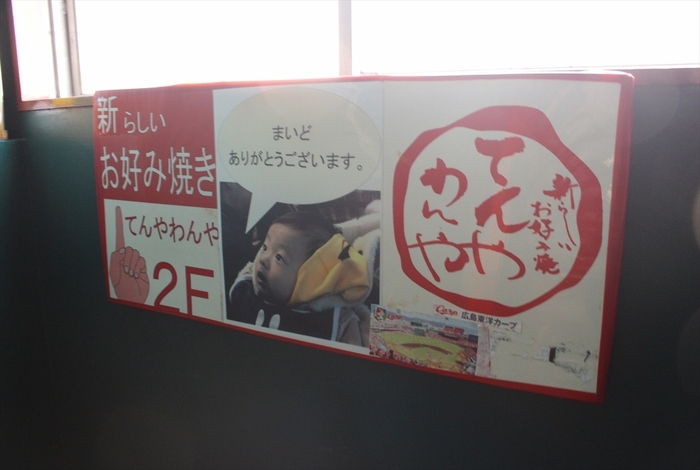 新らしい
お好み焼き
てんやわんや
2F
まいど
ありがとうございます。
てんや
わんや
新らしい
お好み焼
Carp 広島東洋カープ